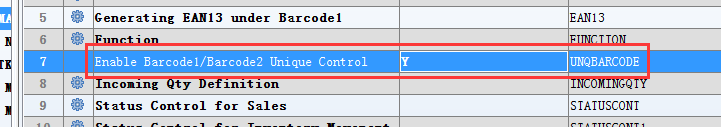 5 Generating EAN13 under Barcode1 EAN13
6 Function FUNCTION
7 Enable Barcode1/Barcode2 Unique Control Y UNQBARCODE
8 Incoming Qty Definition INCOMINGQTY
9 Status Control for Sales STATUSCONT
10 Status Control for Inventory Movement STATUSCONT1